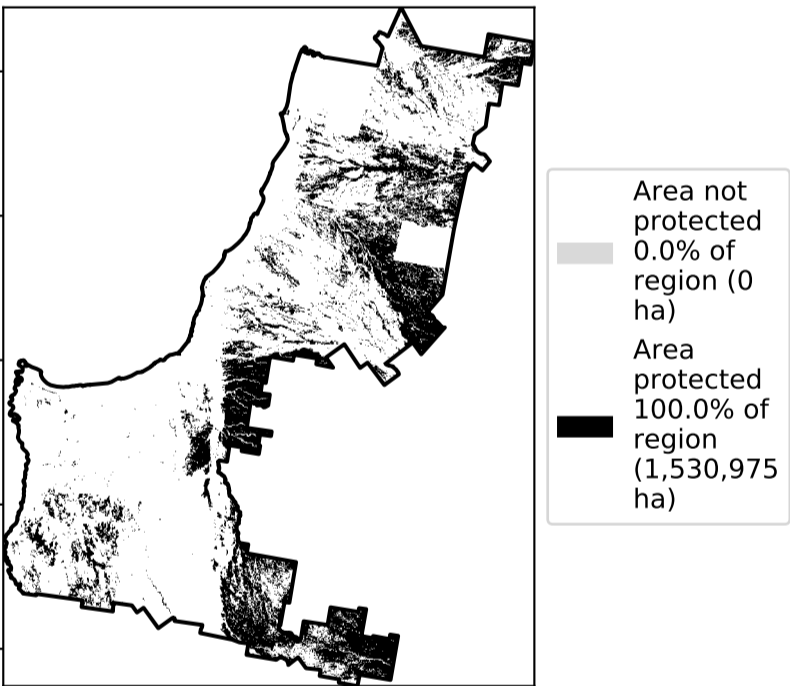 Area not
protected
0.0% of
region (0
ha)
Area
protected
100.0% of
region
(1,530,975
ha)